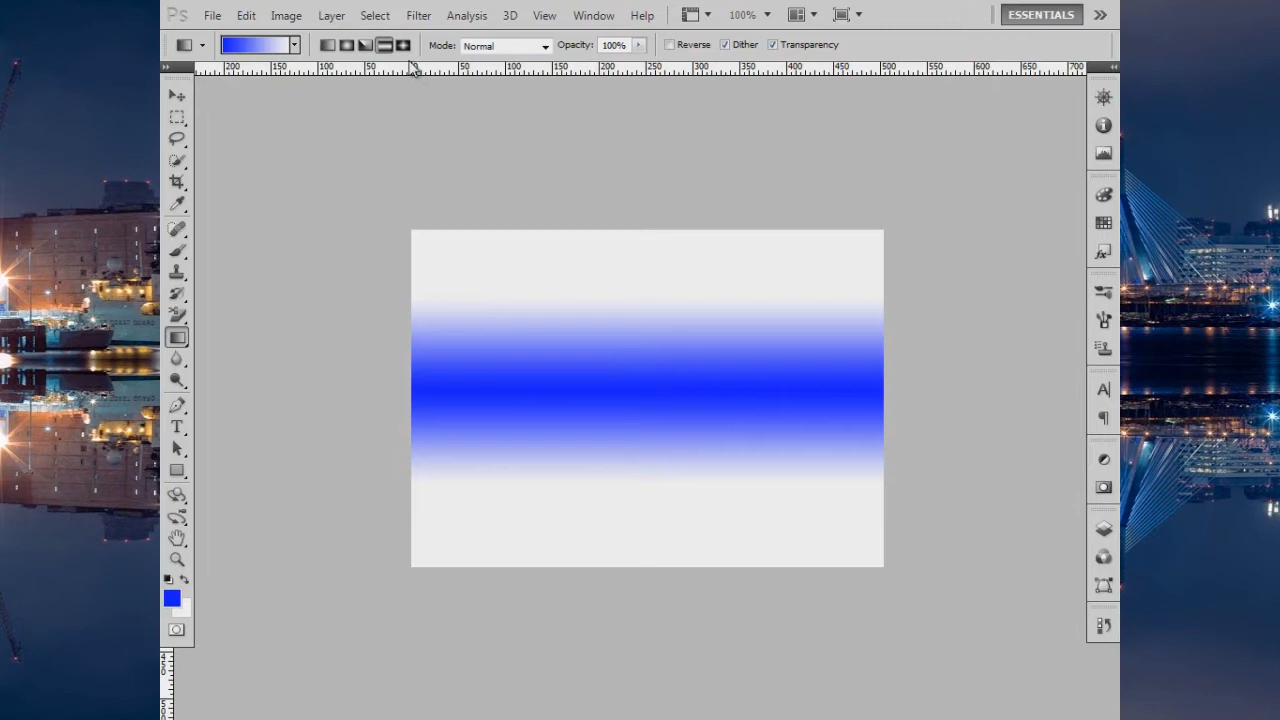 Ps File Edit Image Layer Select Filter Analysis 3D View Window Help 100% ESSENTIALS
Mode: Normal Opacity: 100% Reverse Dither Transparency
200 150 100 50 0 50 100 150 200 250 300 350 400 450 500 550 600 650 700